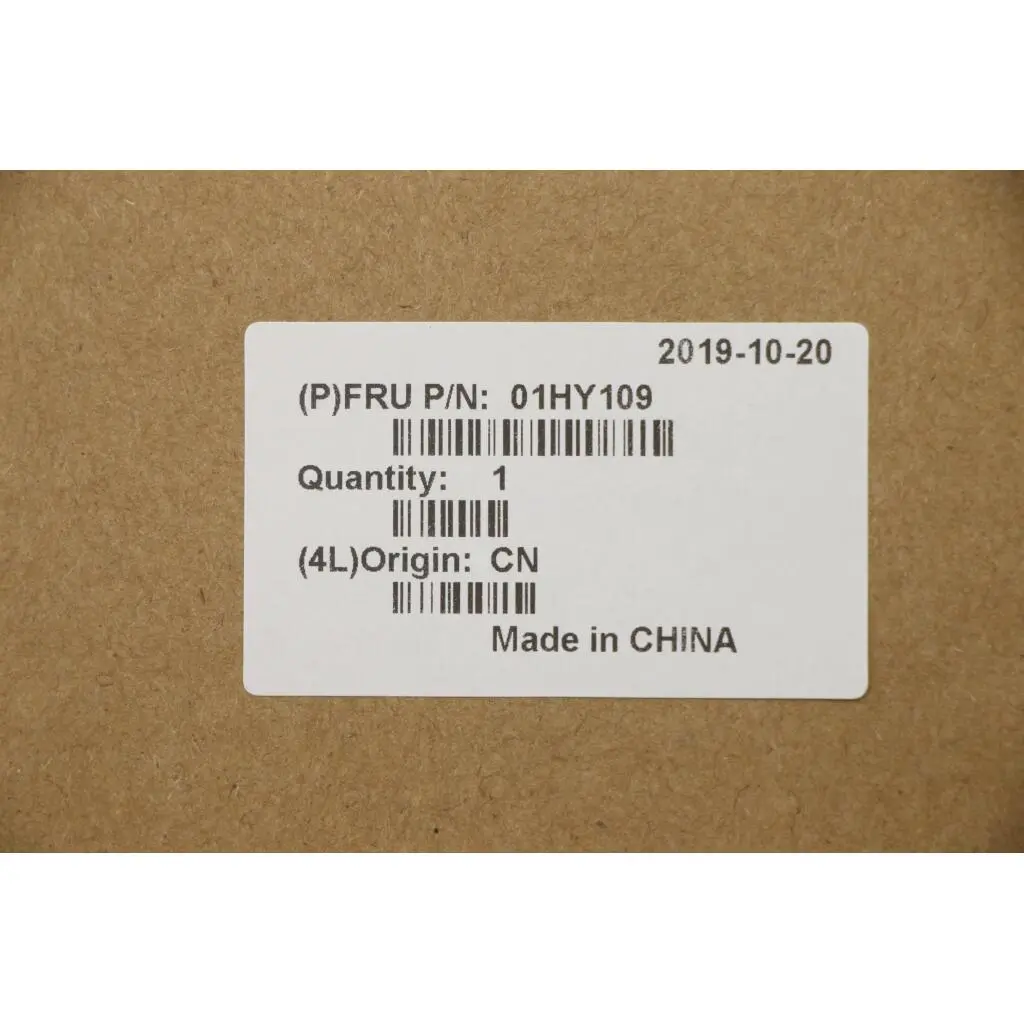 2019-10-20
(P)FRU P/N: 01HY109
Quantity: 1
(4L)Origin: CN
Made in CHINA